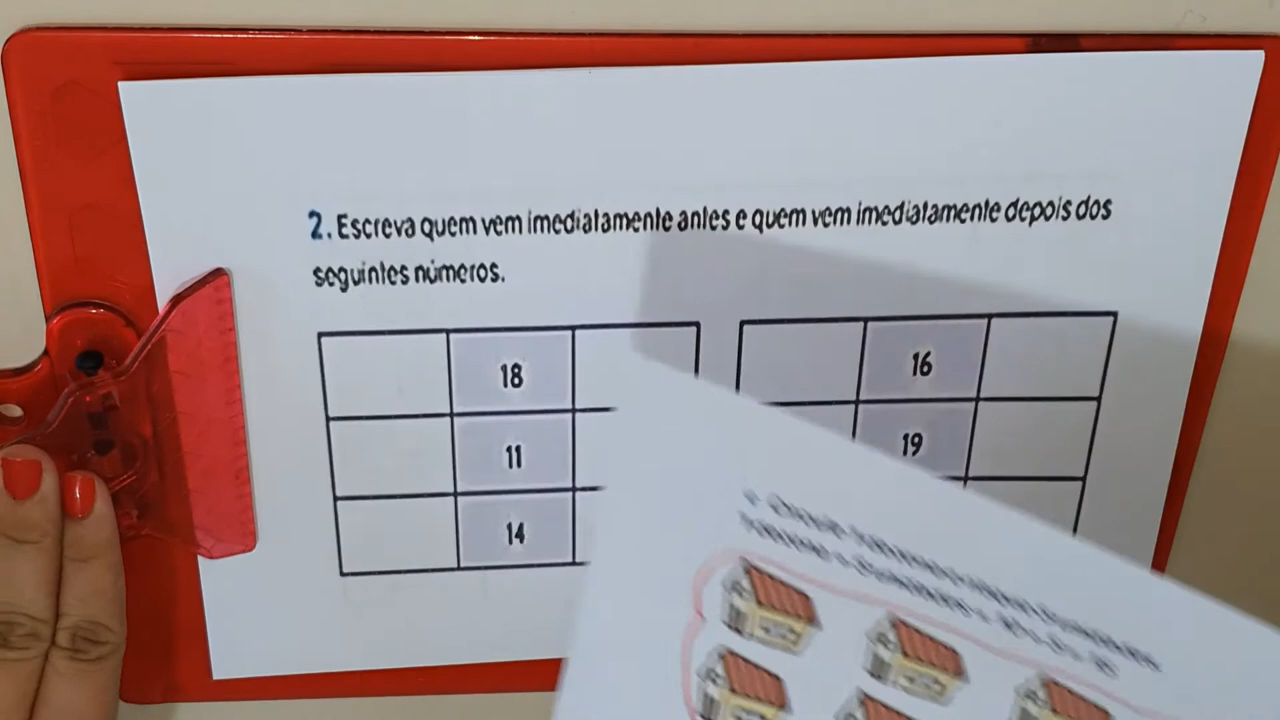 2. Escreva quem vem imediatamente antes e quem vem imediatamente depois dos
seguintes números.
18
11
14
16
19